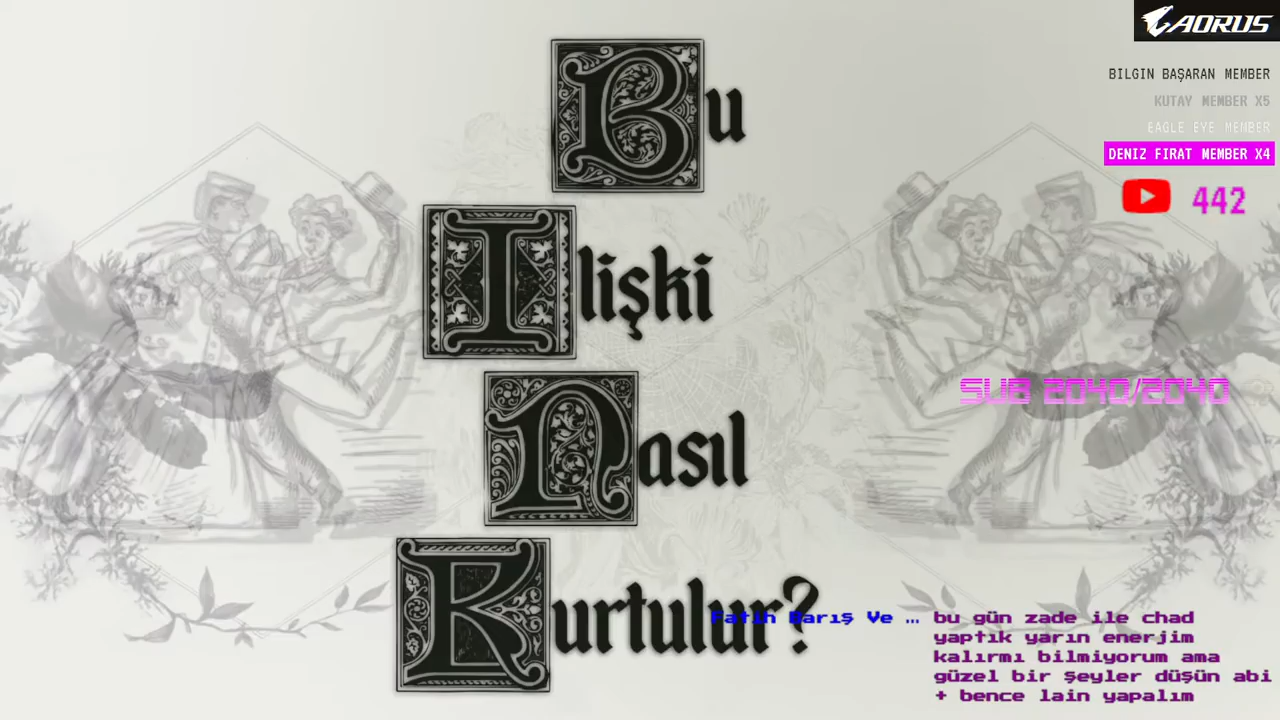 AORUS
BILGIN BAŞARAN MEMBER
KUTAY MEMBER X5
EAGLE EYE MEMBER
DENIZ FIRAT MEMBER X4
442
Bu
Ilişki
Nasıl
Kurtulur?
SUB 2040/2040
Fatih Barış Ve ... bu gün zade ile chad
yaptık yarın enerjim
kalırmı bilmiyorum ama
güzel bir şeyler düşün abi
+ bence lain yapalım